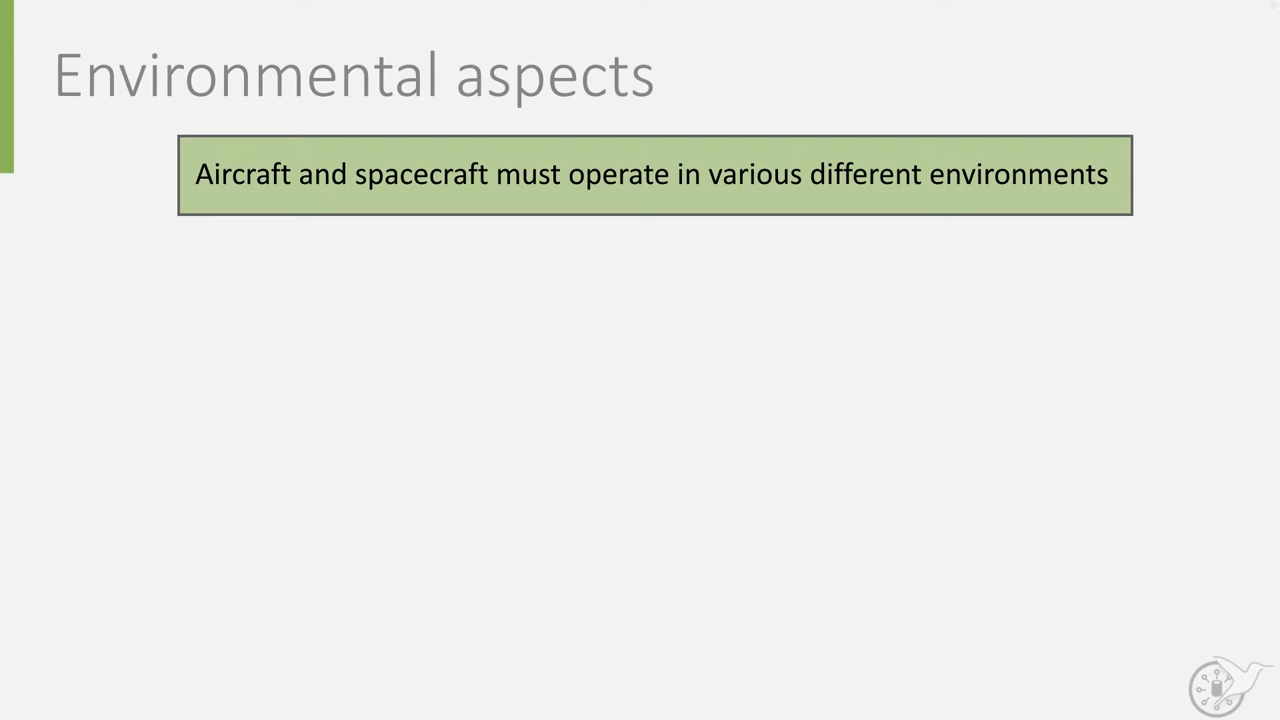 Environmental aspects
Aircraft and spacecraft must operate in various different environments